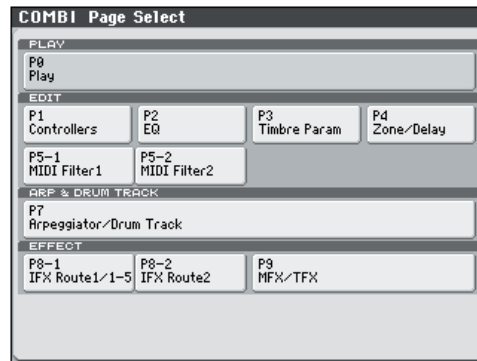 COMBI Page Select
PLAY
P0
Play
EDIT
P1
Controllers
P2
EQ
P3
Timbre Param
P4
Zone/Delay
P5-1
MIDI Filter1
P5-2
MIDI Filter2
ARP & DRUM TRACK
P7
Arpeggiator/Drum Track
EFFECT
P8-1
IFX Route1/1-5
P8-2
IFX Route2
P9
MFX/TFX